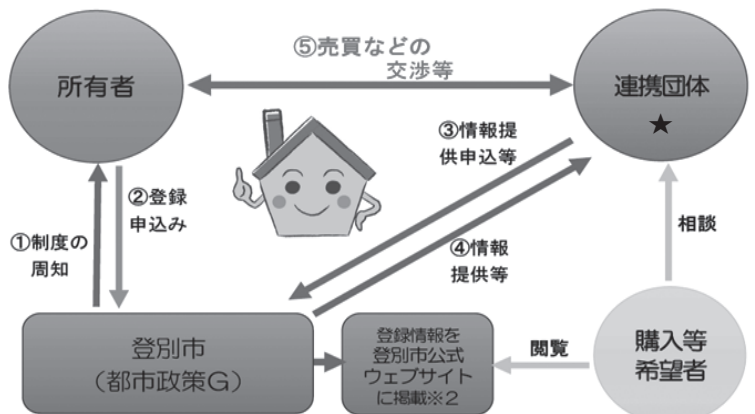 ⑤売買などの
交渉等
所有者
連携団体
★
③情報提
供申込等
②登録
申込み
①制度の
周知
④情報
提供等
相談
登別市
（都市政策G）
登録情報を
登別市公式
ウェブサイト
に掲載※2
閲覧
購入等
希望者